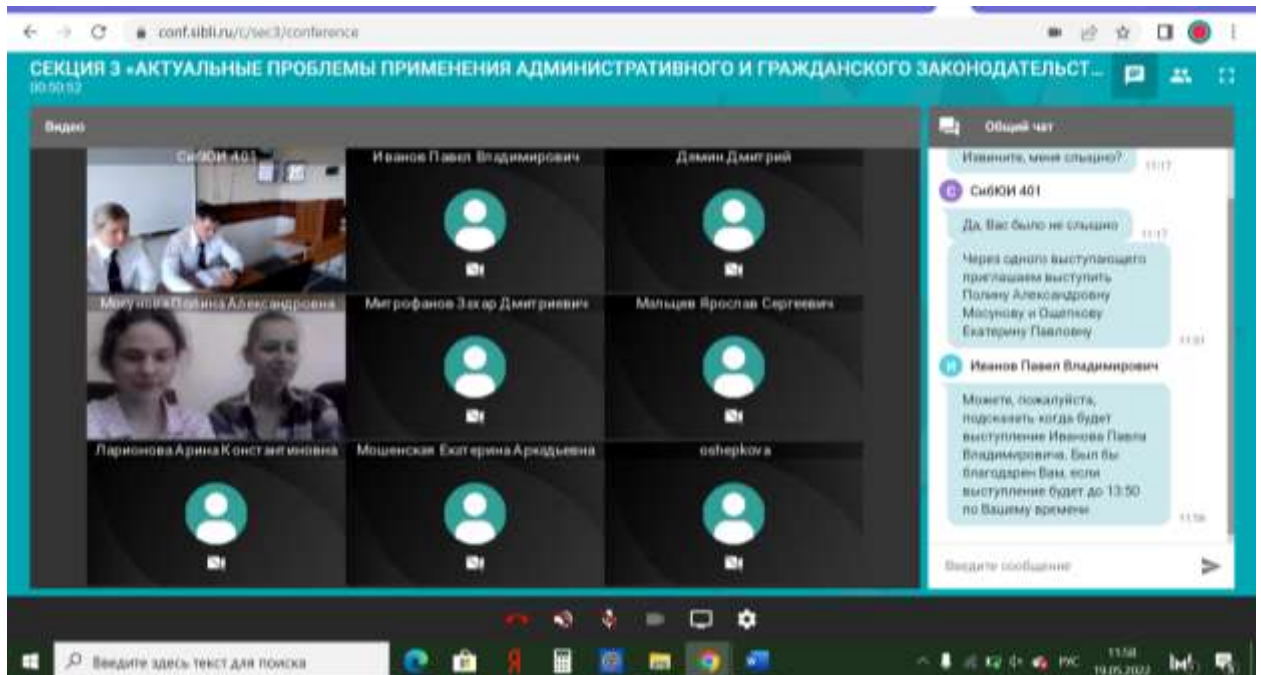 conf.sibli.ru/c/sec3/conference
СЕКЦИЯ 3 «АКТУАЛЬНЫЕ ПРОБЛЕМЫ ПРИМЕНЕНИЯ АДМИНИСТРАТИВНОГО И ГРАЖДАНСКОГО ЗАКОНОДАТЕЛЬСТ...
00:50:52
Видео
СибЮИ 401
Иванов Павел Владимирович
Демин Дмитрий
Мосунова Полина Александровна
Митрофанов Захар Дмитриевич
Мальцев Ярослав Сергеевич
Ларионова Арина Константиновна
Мошенская Екатерина Аркадьевна
oshepkova
Общий чат
Извините, меня слышно?
11:17
СибЮИ 401
Да, Вас было не слышно
11:17
Через одного выступающего
приглашаем выступить
Полину Александровну
Мосунову и Ощепкову
Екатерину Павловну
11:51
И
Иванов Павел Владимирович
Можете, пожалуйста,
подсказать когда будет
выступление Иванова Павла
Владимировича. Был бы
благодарен Вам, если
выступление будет до 13:50
по Вашему времени
11:58
Введите сообщение
Введите здесь текст для поиска
РУС
11:58
19.05.2022